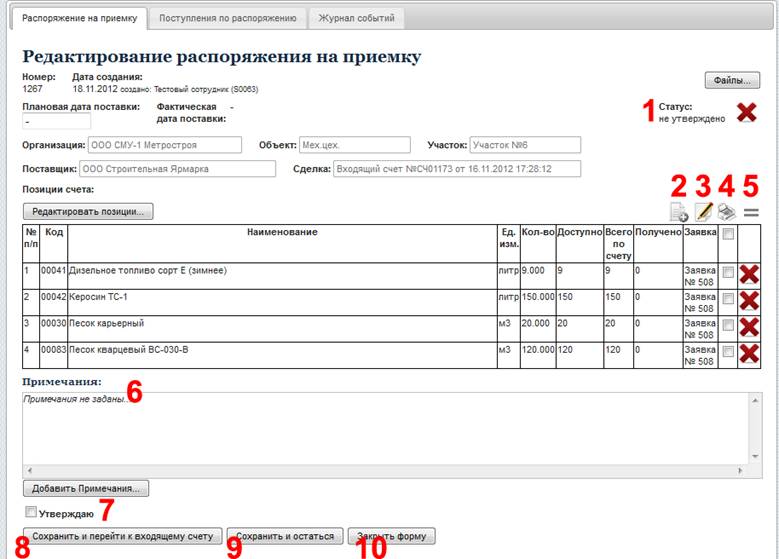 Распоряжение на приемку Поступления по распоряжению Журнал событий
Редактирование распоряжения на приемку
Номер: Дата создания:
1267 18.11.2012 создано: Тестовый сотрудник (S0063) Файлы...
Плановая дата поставки: Фактическая дата поставки: - 1 Статус:
- не утверждено
Организация: ООО СМУ-1 Метростроя Объект: Мех.цех. Участок: Участок №6
Поставщик: ООО Строительная Ярмарка Сделка: Входящий счет №СЧ01173 от 16.11.2012 17:28:12
Позиции счета: 2 3 4 5
Редактировать позиции...
№ п/п Код Наименование Ед. изм. Кол-во Доступно Всего по счету Получено Заявка
1 00041 Дизельное топливо сорт Е (зимнее) литр 9.000 9 9 0 Заявка № 508
2 00042 Керосин ТС-1 литр 150.000 150 150 0 Заявка № 508
3 00030 Песок карьерный м3 20.000 20 20 0 Заявка № 508
4 00083 Песок кварцевый ВС-030-В м3 120.000 120 120 0 Заявка № 508
Примечания: 6
Примечания не заданы...
Добавить Примечания...
Утверждаю 7
Сохранить и перейти к входящему счету Сохранить и остаться Закрыть форму
8 9 10